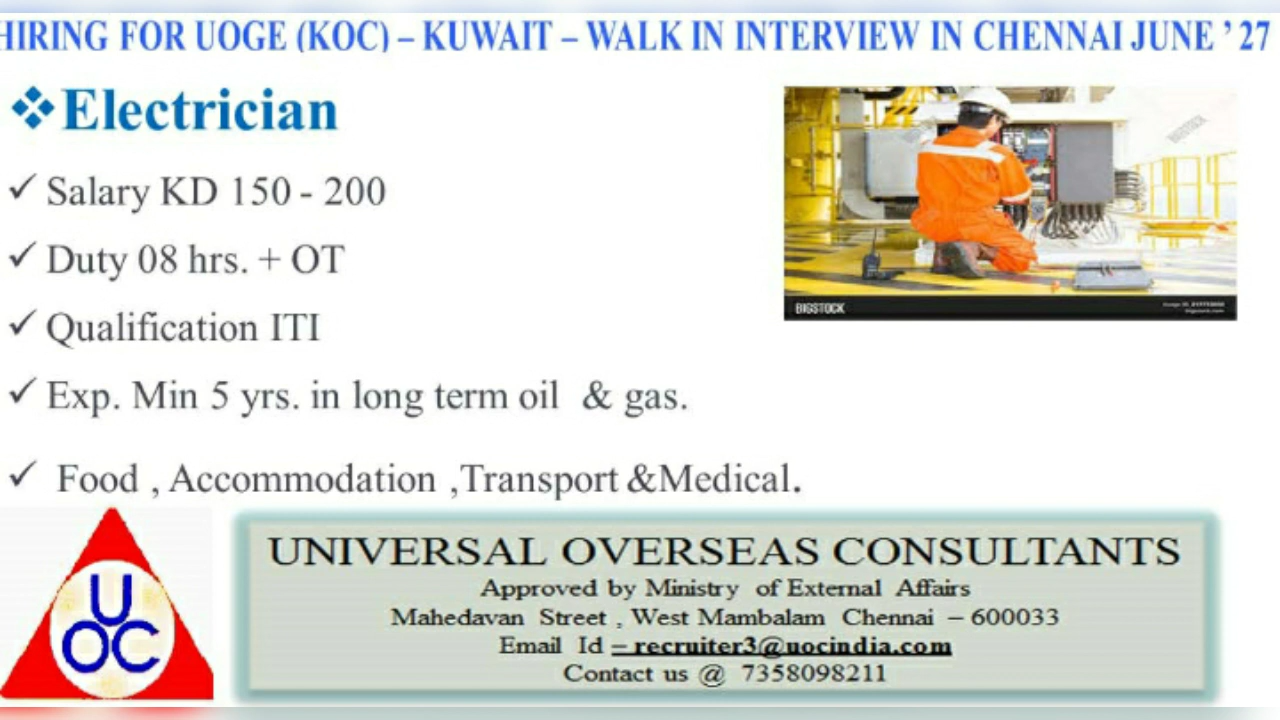 HIRING FOR UOGE (KOC) – KUWAIT – WALK IN INTERVIEW IN CHENNAI JUNE ’ 27
❖Electrician
✓ Salary KD 150 - 200
✓ Duty 08 hrs. + OT
✓ Qualification ITI
✓ Exp. Min 5 yrs. in long term oil & gas.
✓ Food , Accommodation ,Transport &Medical.
BIGSTOCK
bigstock.com
U
OC
UNIVERSAL OVERSEAS CONSULTANTS
Approved by Ministry of External Affairs
Mahedavan Street , West Mambalam Chennai – 600033
Email Id – recruiter3@uocindia.com
Contact us @ 7358098211